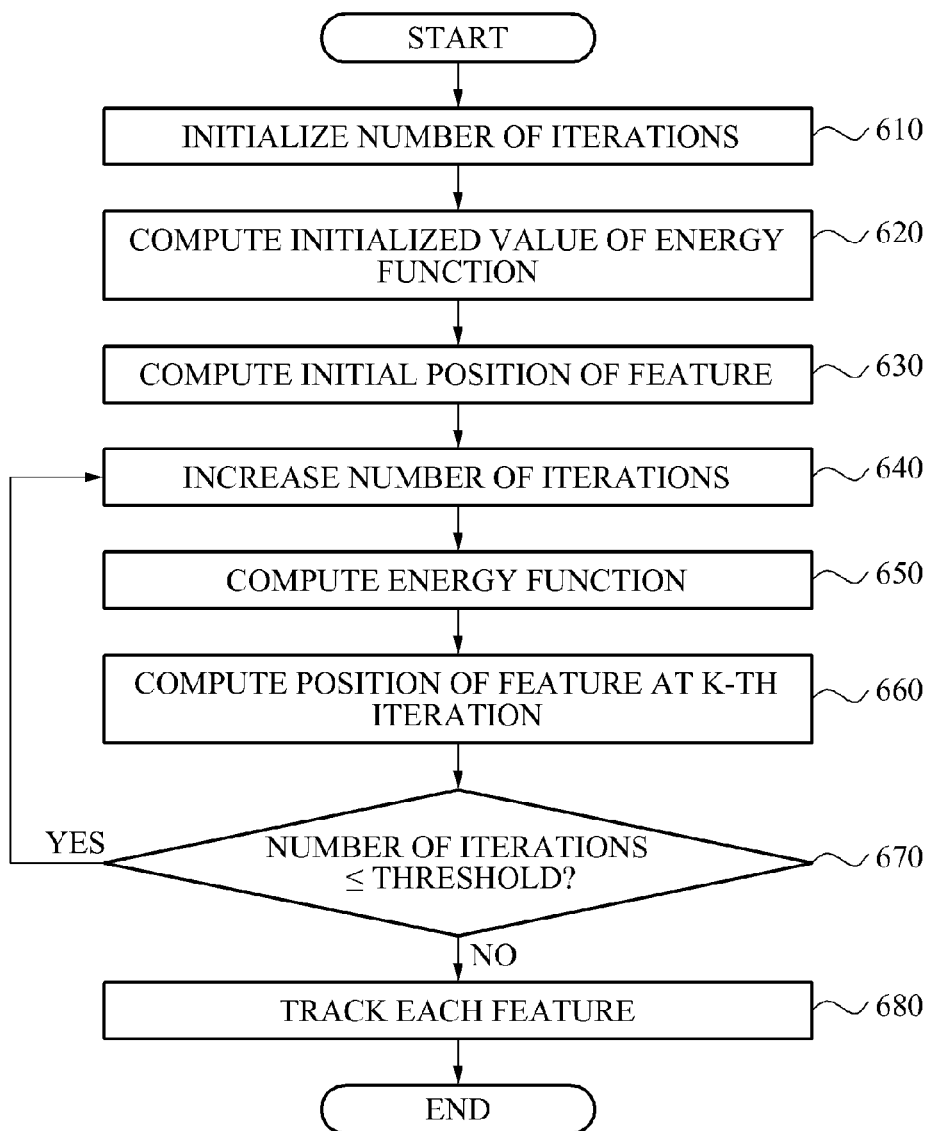 START
INITIALIZE NUMBER OF ITERATIONS
610
COMPUTE INITIALIZED VALUE OF ENERGY
FUNCTION
620
COMPUTE INITIAL POSITION OF FEATURE
630
INCREASE NUMBER OF ITERATIONS
640
COMPUTE ENERGY FUNCTION
650
COMPUTE POSITION OF FEATURE AT K-TH
ITERATION
660
YES
NUMBER OF ITERATIONS
≤ THRESHOLD?
670
NO
TRACK EACH FEATURE
680
END